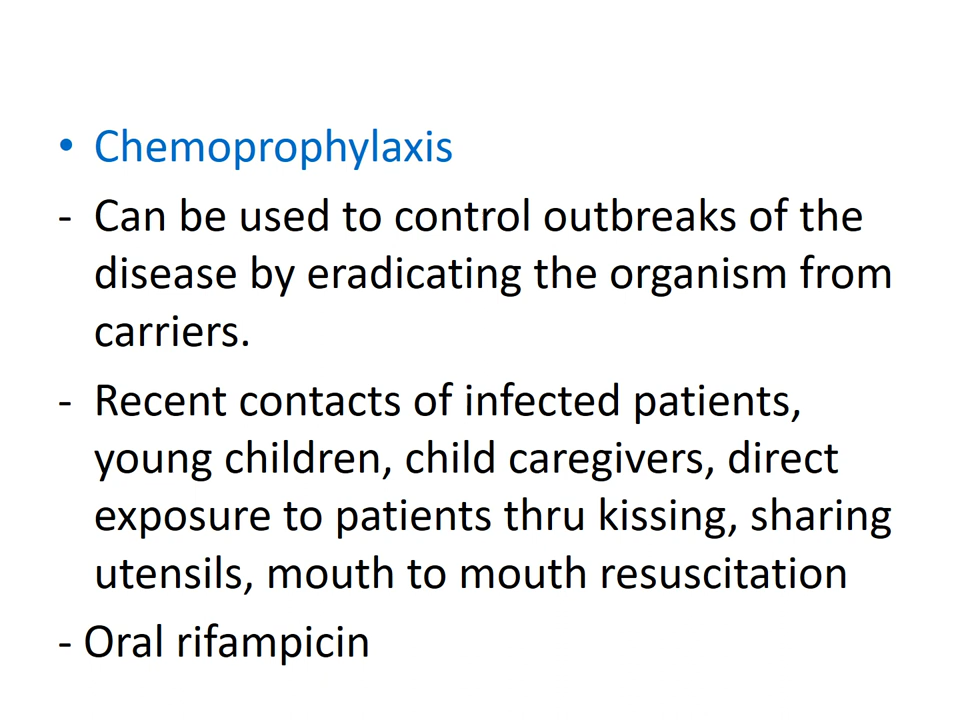 • Chemoprophylaxis
- Can be used to control outbreaks of the
disease by eradicating the organism from
carriers.
- Recent contacts of infected patients,
young children, child caregivers, direct
exposure to patients thru kissing, sharing
utensils, mouth to mouth resuscitation
- Oral rifampicin